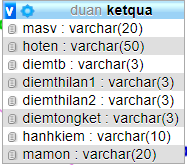 V duan ketqua
masv : varchar(20)
hoten : varchar(50)
diemtb : varchar(3)
diemthilan1 : varchar(3)
diemthilan2 : varchar(3)
diemtongket : varchar(3)
hanhkiem : varchar(10)
mamon : varchar(20)